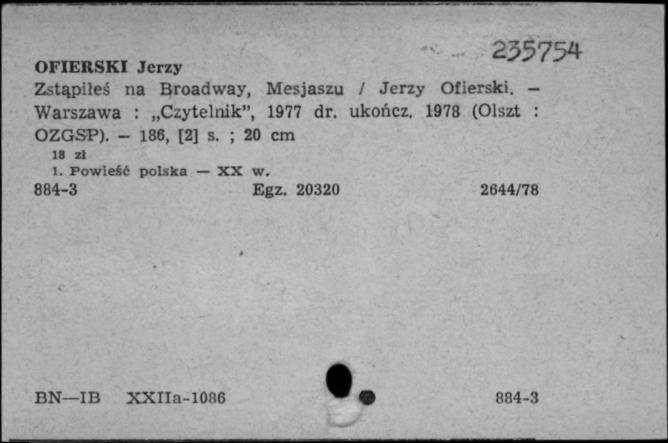 235754
OFIERSKI Jerzy
Zstąpiłeś na Broadway, Mesjaszu / Jerzy Ofierski. —
Warszawa : „Czytelnik”, 1977 dr. ukończ. 1978 (Olszt :
OZGSP). — 186, [2] s. ; 20 cm
18 zł
1. Powieść polska — XX w.
884-3 Egz. 20320 2644/78
BN—IB XXIIa-1086 884-3